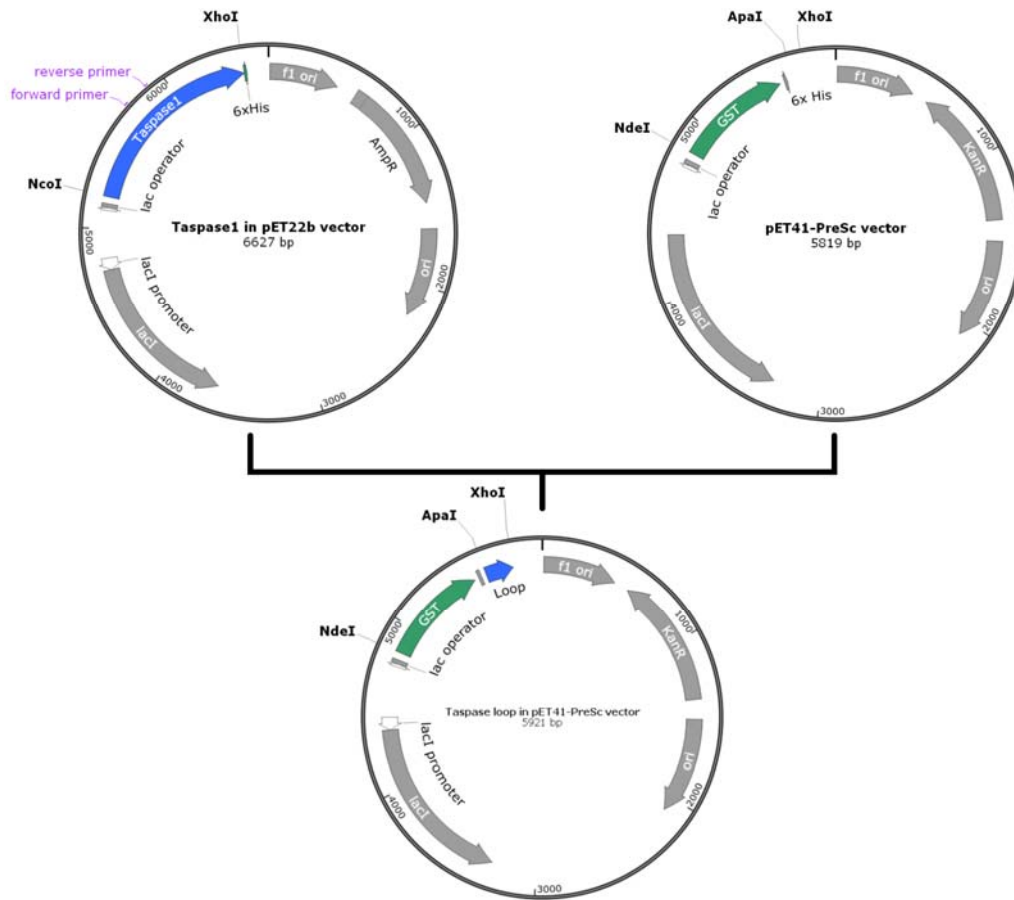 XhoI
reverse primer
forward primer
6000
Taspase1
6xHis
f1 ori
1000
AmpR
lac operator
NcoI
Taspase1 in pET22b vector
6627 bp
5000
lacI promoter
ori
2000
lacI
4000
3000
ApaI
XhoI
NdeI
5000
GST
6x His
f1 ori
1000
KanR
lac operator
pET41-PreSc vector
5819 bp
ori
2000
lacI
4000
3000
XhoI
ApaI
NdeI
5000
GST
Loop
f1 ori
1000
KanR
lac operator
Taspase loop in pET41-PreSc vector
5921 bp
lacI promoter
ori
2000
lacI
4000
3000